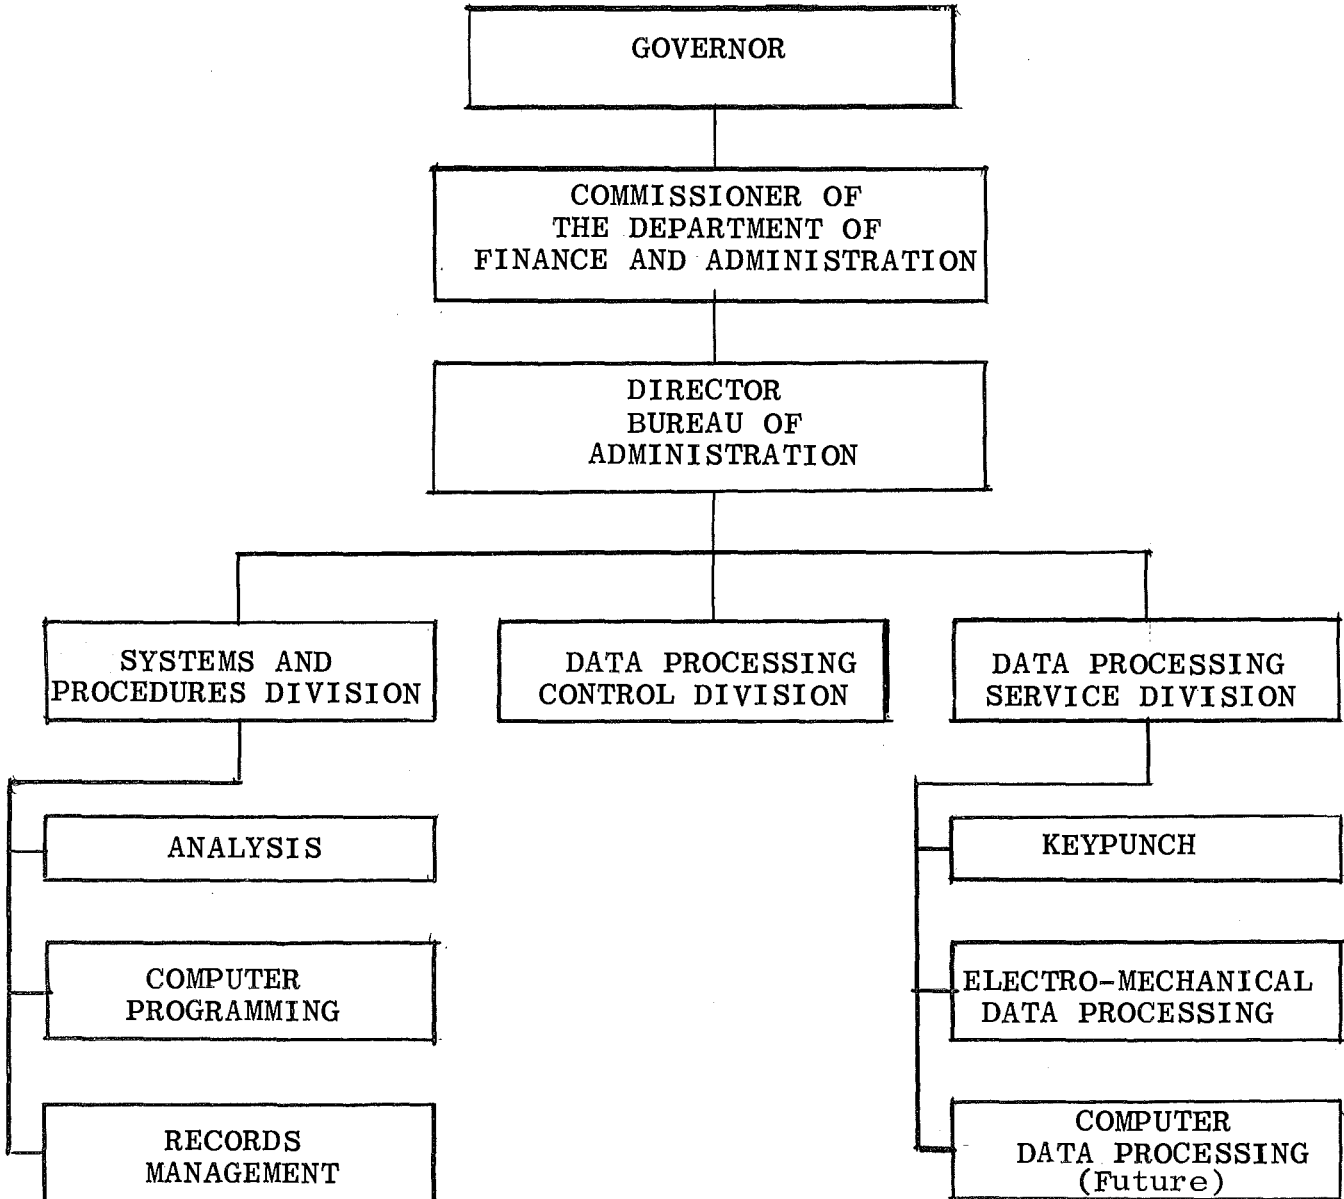 GOVERNOR
COMMISSIONER OF
THE DEPARTMENT OF
FINANCE AND ADMINISTRATION
DIRECTOR
BUREAU OF
ADMINISTRATION
SYSTEMS AND
PROCEDURES DIVISION
DATA PROCESSING
CONTROL DIVISION
DATA PROCESSING
SERVICE DIVISION
ANALYSIS
COMPUTER
PROGRAMMING
RECORDS
MANAGEMENT
KEYPUNCH
ELECTRO-MECHANICAL
DATA PROCESSING
COMPUTER
DATA PROCESSING
(Future)